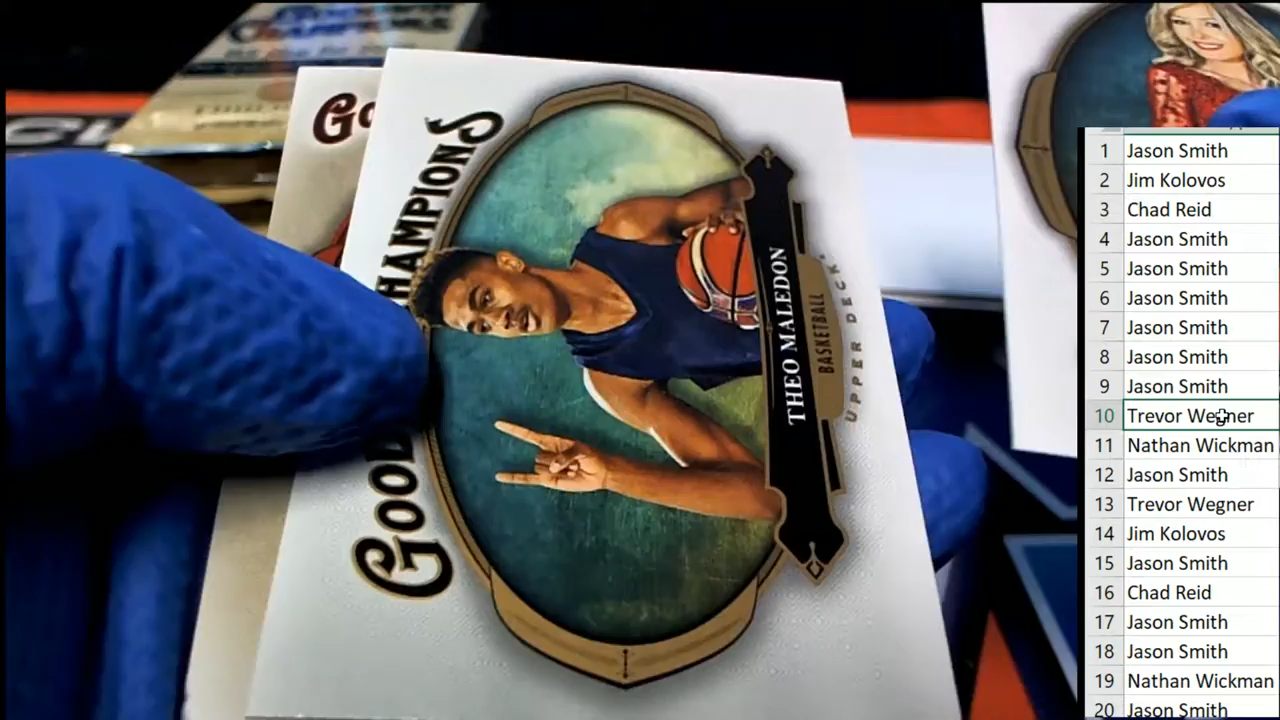 CHAMPIONS
Go
GOOD
HAMPIONS
THEO MALEDON
BASKETBALL
UPPER DECK
1 Jason Smith
2 Jim Kolovos
3 Chad Reid
4 Jason Smith
5 Jason Smith
6 Jason Smith
7 Jason Smith
8 Jason Smith
9 Jason Smith
10 Trevor Wegner
11 Nathan Wickman
12 Jason Smith
13 Trevor Wegner
14 Jim Kolovos
15 Jason Smith
16 Chad Reid
17 Jason Smith
18 Jason Smith
19 Nathan Wickman
20 Jason Smith